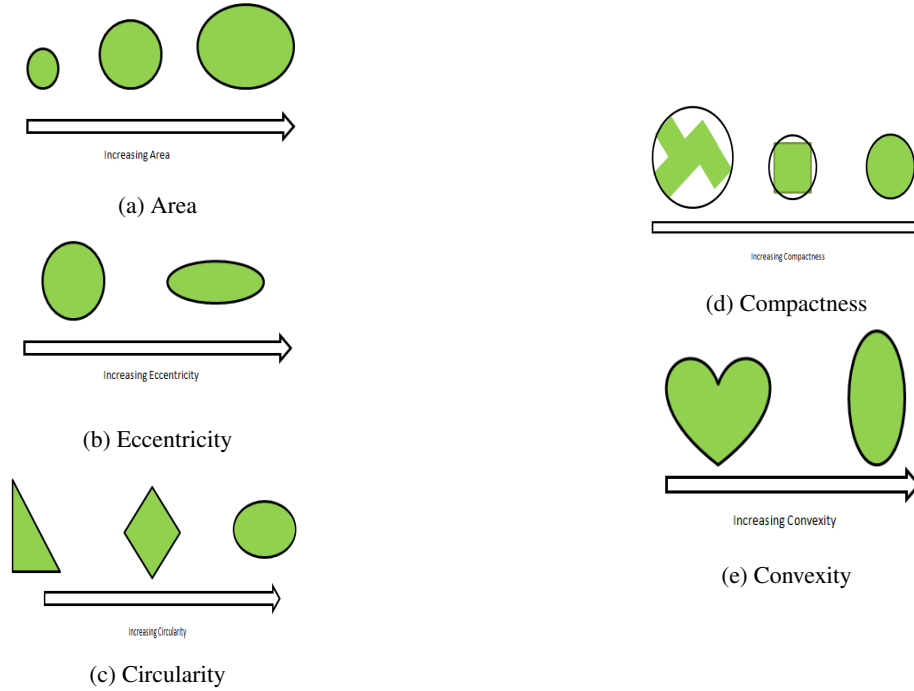 Increasing Area
(a) Area
Increasing Eccentricity
(b) Eccentricity
Increasing Circularity
(c) Circularity
Increasing Compactness
(d) Compactness
Increasing Convexity
(e) Convexity